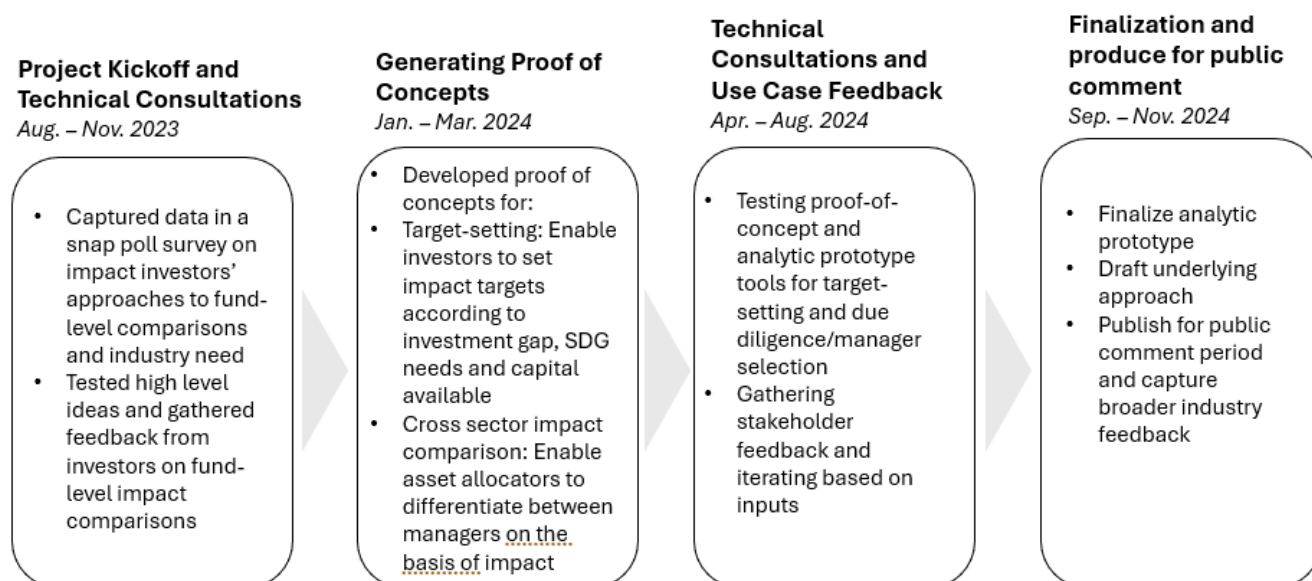 Project Kickoff and
Technical Consultations
Aug. – Nov. 2023
• Captured data in a
snap poll survey on
impact investors’
approaches to fund-
level comparisons
and industry need
• Tested high level
ideas and gathered
feedback from
investors on fund-
level impact
comparisons
Generating Proof of
Concepts
Jan. – Mar. 2024
• Developed proof of
concepts for:
• Target-setting: Enable
investors to set
impact targets
according to
investment gap, SDG
needs and capital
available
• Cross sector impact
comparison: Enable
asset allocators to
differentiate between
managers on the
basis of impact
Technical
Consultations and
Use Case Feedback
Apr. – Aug. 2024
• Testing proof-of-
concept and
analytic prototype
tools for target-
setting and due
diligence/manager
selection
• Gathering
stakeholder
feedback and
iterating based on
inputs
Finalization and
produce for public
comment
Sep. – Nov. 2024
• Finalize analytic
prototype
• Draft underlying
approach
• Publish for public
comment period
and capture
broader industry
feedback